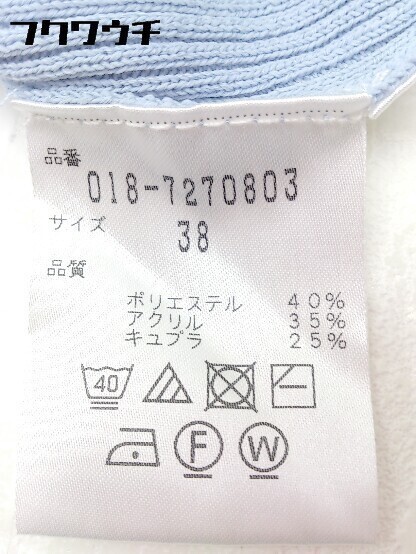 フクワウチ
品番
018-7270803
サイズ
38
品質
ポリエステル 40%
アクリル 35%
キュプラ 25%
40
F W